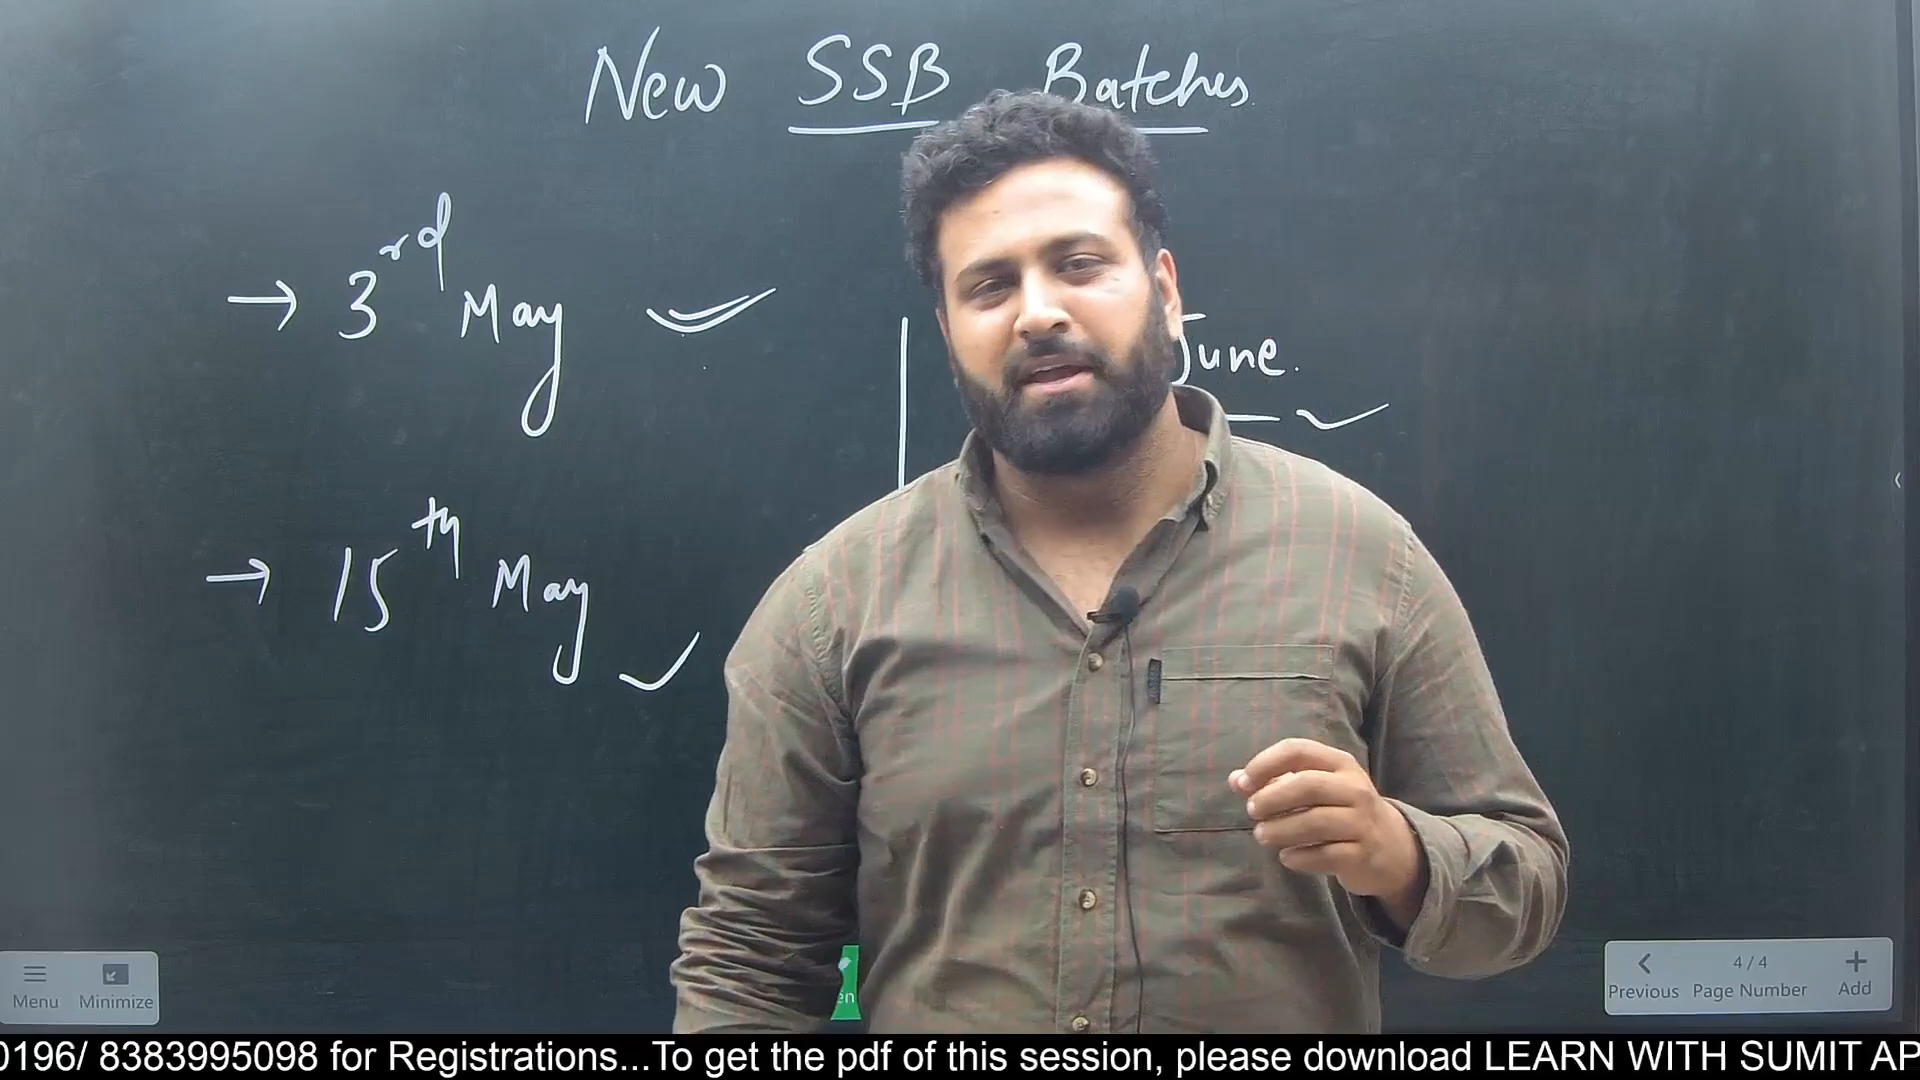 New SSB Batches
→ 3rd May
June.
→ 15th May
Menu Minimize
en
4/4
Previous Page Number Add
0196/ 8383995098 for Registrations...To get the pdf of this session, please download LEARN WITH SUMIT AP